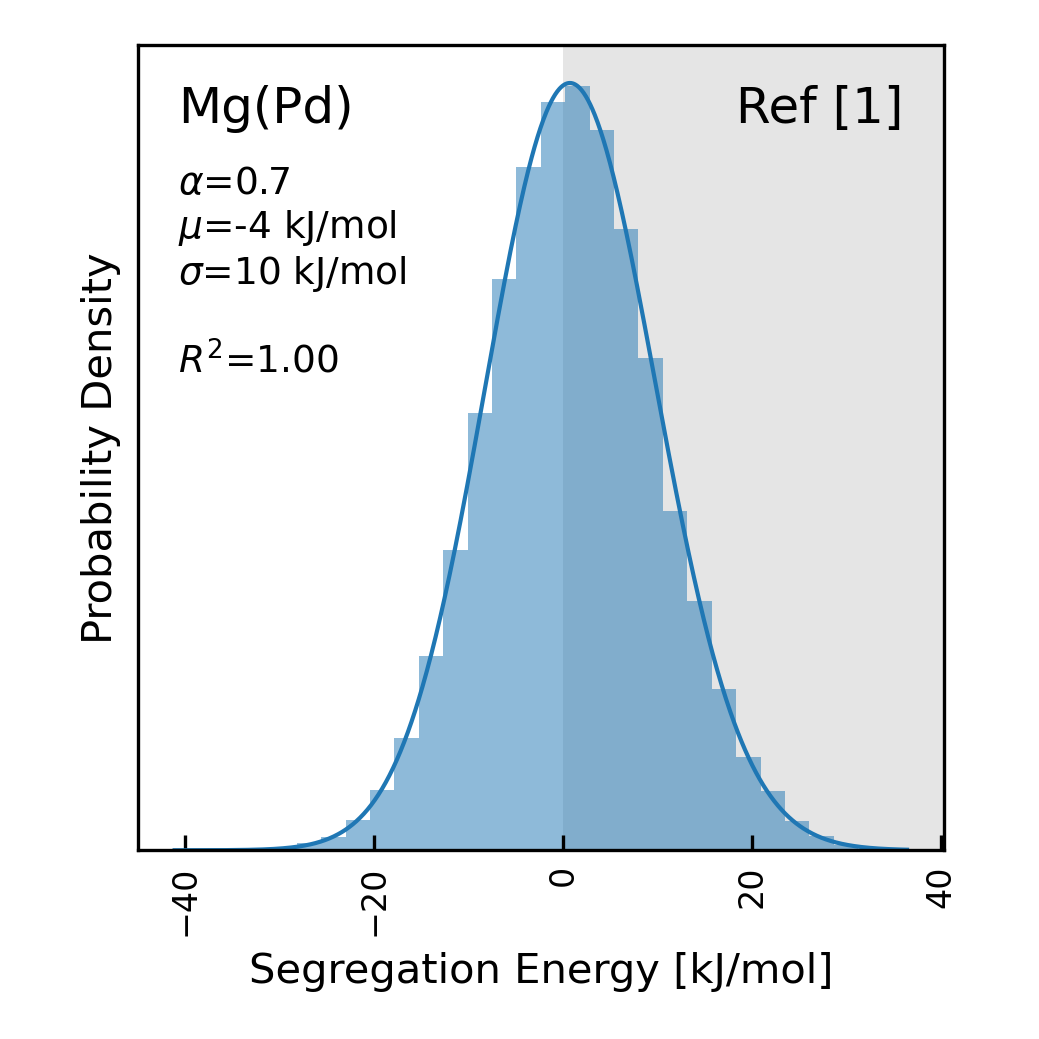 Mg(Pd)
Ref [1]
α=0.7
μ=-4 kJ/mol
σ=10 kJ/mol
R²=1.00
Probability Density
−40
−20
0
20
40
Segregation Energy [kJ/mol]